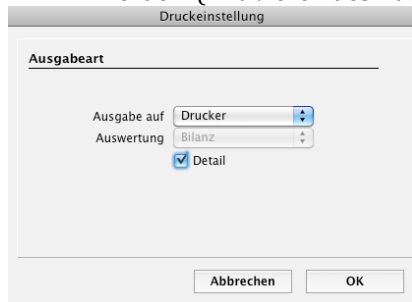 Druckeinstellung
Ausgabeart
Ausgabe auf Drucker
Auswertung Bilanz
Detail
Abbrechen OK